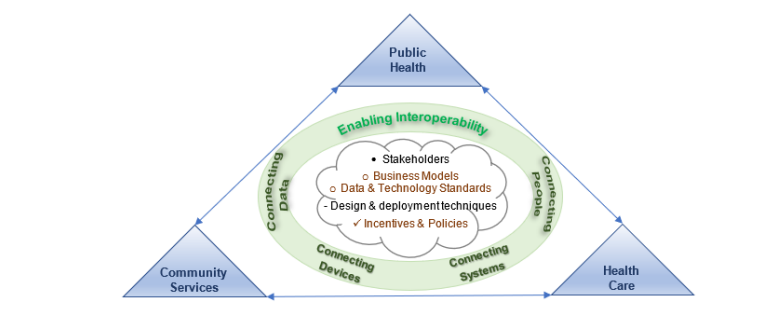 Public
Health
Enabling Interoperability
Connecting
Data
Connecting
People
• Stakeholders
o Business Models
o Data & Technology Standards
- Design & deployment techniques
✓ Incentives & Policies
Connecting
Devices
Connecting
Systems
Community
Services
Health
Care